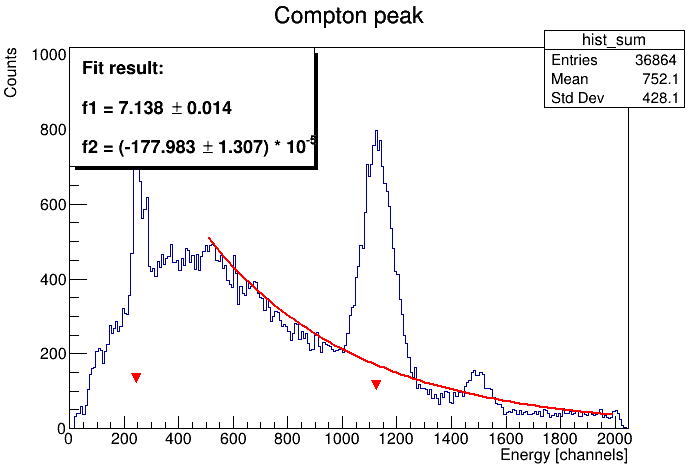 Compton peak
hist_sum
Entries 36864
Mean 752.1
Std Dev 428.1
Counts
Fit result:
f1 = 7.138 ± 0.014
f2 = (-177.983 ± 1.307) * 10^-5
1000
800
600
400
200
0
0 200 400 600 800 1000 1200 1400 1600 1800 2000
Energy [channels]